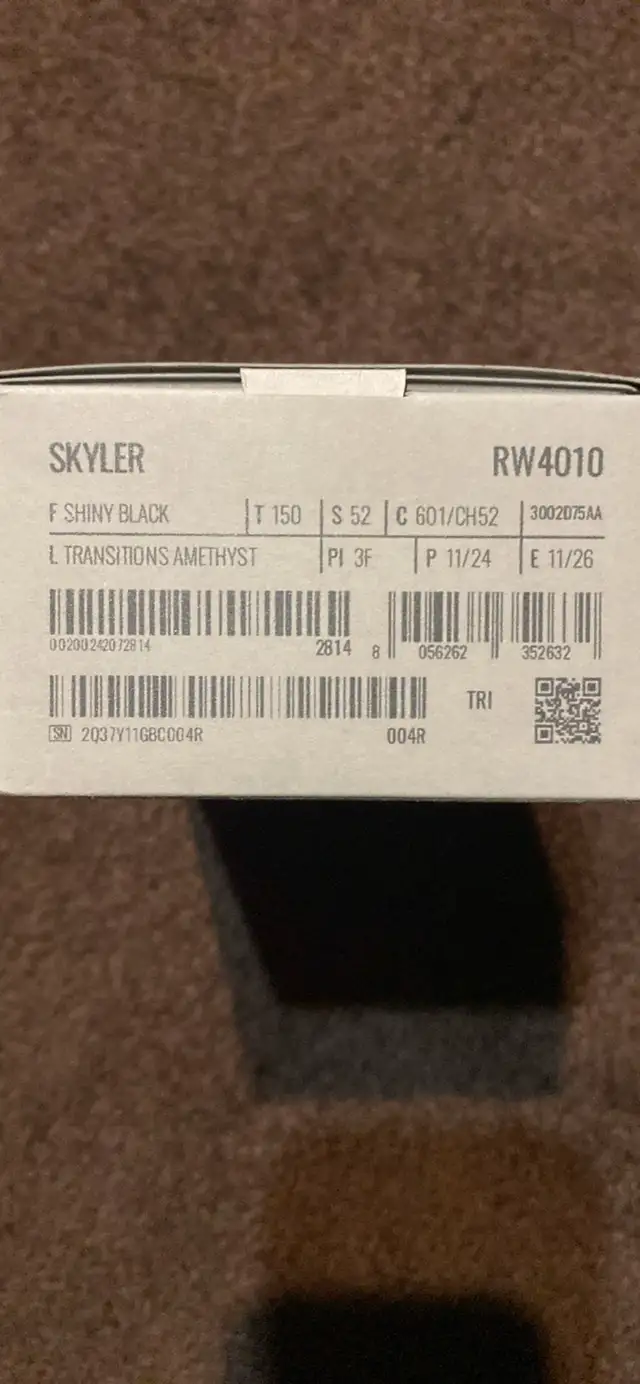 SKYLER RW4010
F SHINY BLACK T 150 S 52 C 601/CH52 3002D75AA
L TRANSITIONS AMETHYST PI 3F P 11/24 E 11/26
00200242072814 2814 8 056262 352632
TRI
SN 2Q37Y11GBC004R 004R